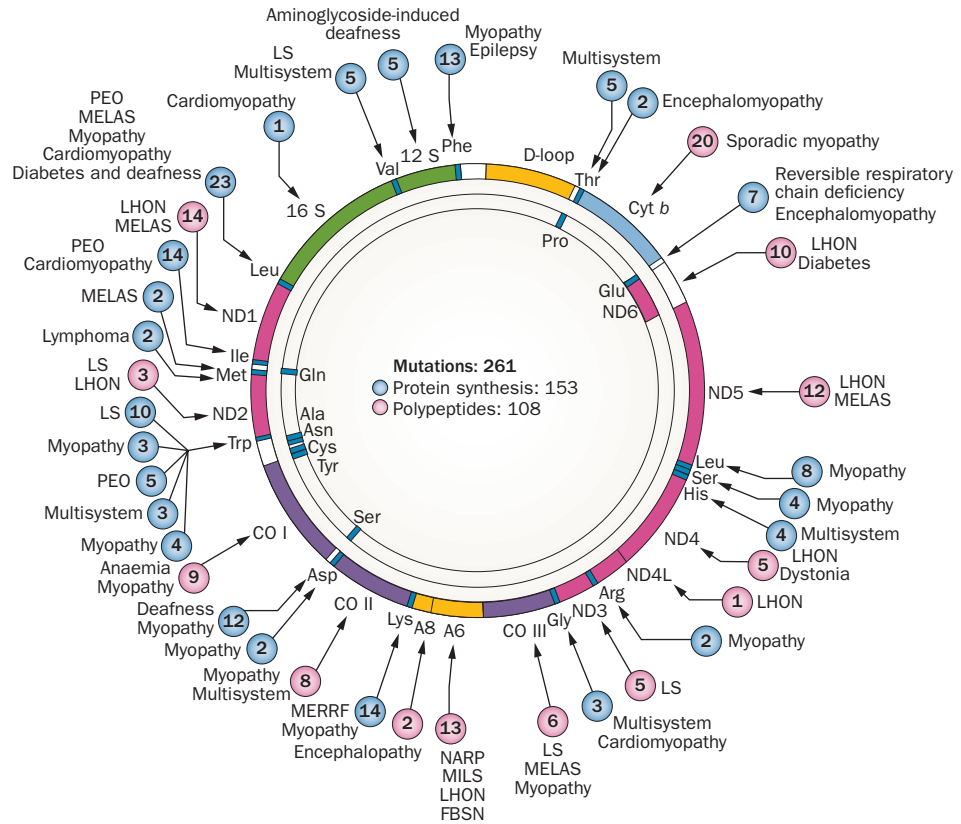 Aminoglycoside-induced
deafness
5
Myopathy
Epilepsy
13
LS
Multisystem
5
Multisystem
5
2
Encephalomyopathy
Cardiomyopathy
1
20
Sporadic myopathy
PEO
MELAS
Myopathy
Cardiomyopathy
Diabetes and deafness
23
7
Reversible respiratory
chain deficiency
Encephalomyopathy
LHON
MELAS
14
10
LHON
Diabetes
PEO
Cardiomyopathy
14
MELAS
2
Lymphoma
2
LS
LHON
3
12
LHON
MELAS
LS
10
Myopathy
3
PEO
5
Multisystem
3
Myopathy
4
Anaemia
Myopathy
9
8
Myopathy
4
Myopathy
4
Multisystem
5
LHON
Dystonia
1
LHON
2
Myopathy
5
LS
3
Multisystem
Cardiomyopathy
6
LS
MELAS
Myopathy
13
NARP
MILS
LHON
FBSN
2
Encephalopathy
14
MERRF
Myopathy
8
Myopathy
Multisystem
2
Myopathy
12
Deafness
Myopathy
Val
12 S
Phe
D-loop
Thr
Cyt b
Pro
Glu
ND6
ND5
Leu
Ser
His
ND4
ND4L
Arg
ND3
Gly
CO III
A6
A8
Lys
CO II
Asp
Ser
CO I
Tyr
Cys
Asn
Ala
Gln
Trp
ND2
Met
Ile
ND1
Leu
16 S
Mutations: 261
Protein synthesis: 153
Polypeptides: 108